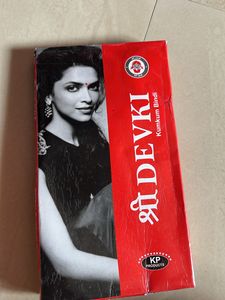 श्री DEVKI
Kumkum Bindi
KP
PRODUCTS